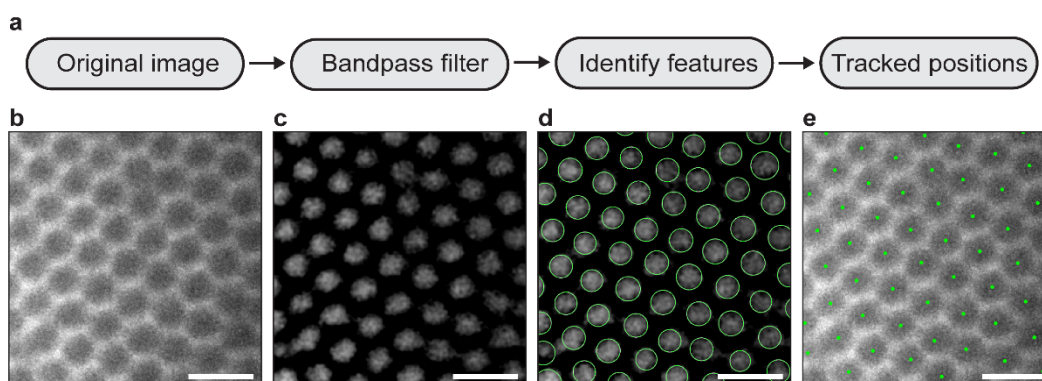 a
Original image
Bandpass filter
Identify features
Tracked positions
b
c
d
e